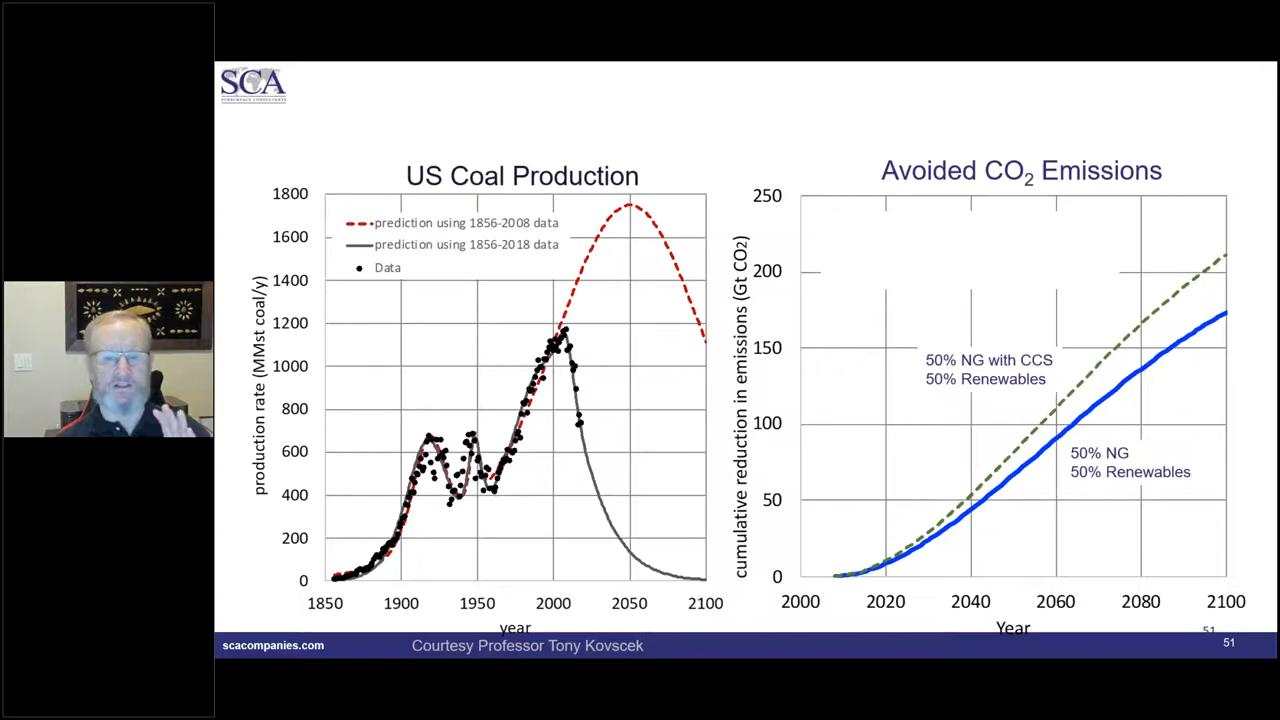 SCA
SUBSURFACE CONSULTANTS
US Coal Production
1800
1600
1400
1200
1000
800
600
400
200
0
production rate (MMst coal/y)
prediction using 1856-2008 data
prediction using 1856-2018 data
Data
1850
1900
1950
2000
2050
2100
year
Avoided CO2 Emissions
250
200
150
100
50
0
cumulative reduction in emissions (Gt CO2)
50% NG with CCS
50% Renewables
50% NG
50% Renewables
2000
2020
2040
2060
2080
2100
Year
51
scacompanies.com
Courtesy Professor Tony Kovscek
51